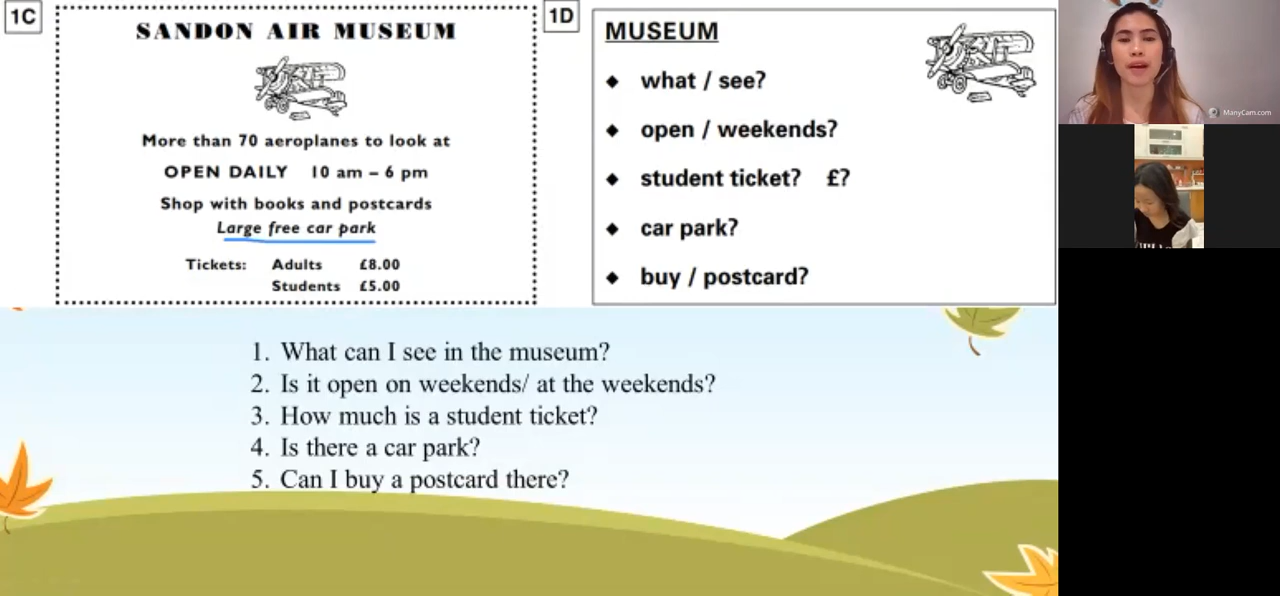 1C
SANDON AIR MUSEUM
More than 70 aeroplanes to look at
OPEN DAILY 10 am – 6 pm
Shop with books and postcards
Large free car park
Tickets: Adults £8.00
Students £5.00
1D
MUSEUM
◆ what / see?
◆ open / weekends?
◆ student ticket? £?
◆ car park?
◆ buy / postcard?
1. What can I see in the museum?
2. Is it open on weekends/ at the weekends?
3. How much is a student ticket?
4. Is there a car park?
5. Can I buy a postcard there?
ManyCam.com